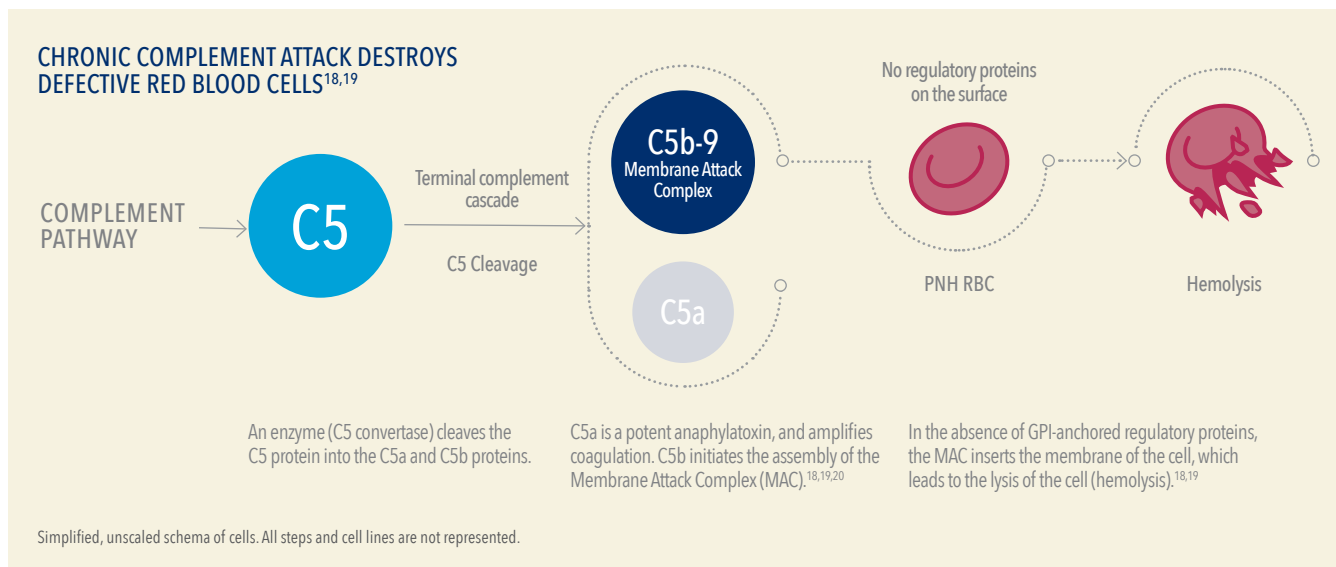 CHRONIC COMPLEMENT ATTACK DESTROYS
DEFECTIVE RED BLOOD CELLS18,19
COMPLEMENT
PATHWAY
C5
Terminal complement
cascade
C5 Cleavage
C5b-9
Membrane Attack
Complex
C5a
No regulatory proteins
on the surface
PNH RBC
Hemolysis
An enzyme (C5 convertase) cleaves the
C5 protein into the C5a and C5b proteins.
C5a is a potent anaphylatoxin, and amplifies
coagulation. C5b initiates the assembly of the
Membrane Attack Complex (MAC).18,19,20
In the absence of GPI-anchored regulatory proteins,
the MAC inserts the membrane of the cell, which
leads to the lysis of the cell (hemolysis).18,19
Simplified, unscaled schema of cells. All steps and cell lines are not represented.